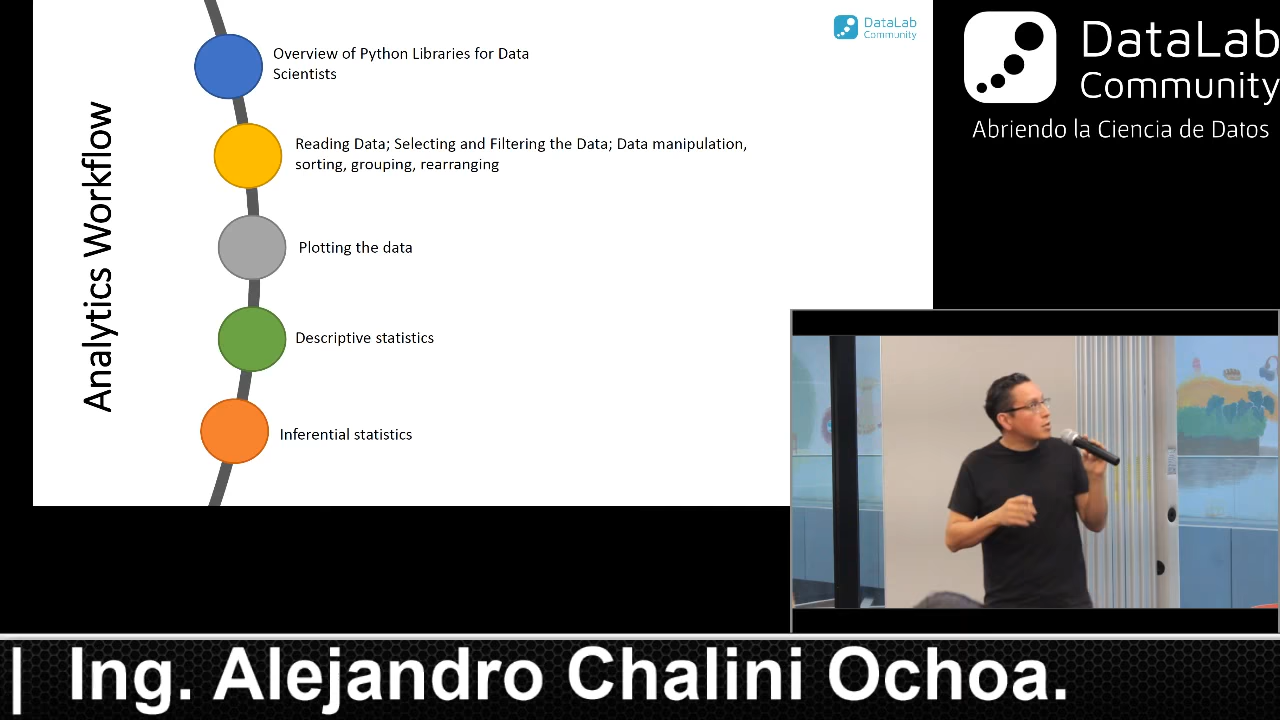 Analytics Workflow
Overview of Python Libraries for Data
Scientists
Reading Data; Selecting and Filtering the Data; Data manipulation,
sorting, grouping, rearranging
Plotting the data
Descriptive statistics
Inferential statistics
DataLab
Community
DataLab
Community
Abriendo la Ciencia de Datos
| Ing. Alejandro Chalini Ochoa.